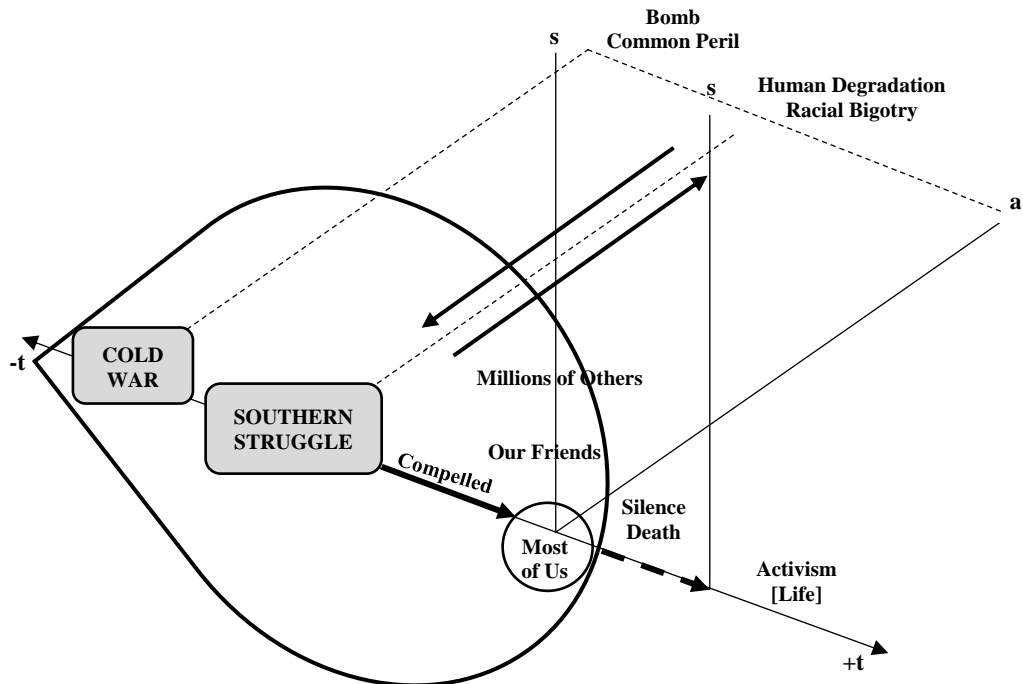 Bomb
Common Peril
s
s
Human Degradation
Racial Bigotry
a
-t
COLD
WAR
SOUTHERN
STRUGGLE
Millions of Others
Our Friends
Compelled
Most
of Us
Silence
Death
Activism
[Life]
+t